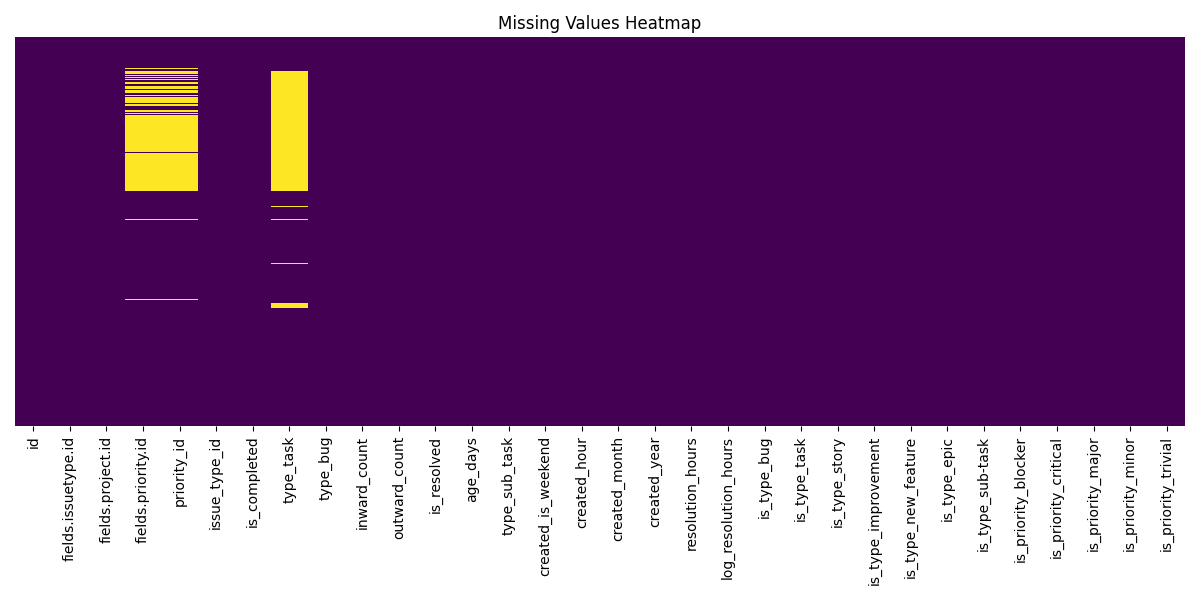 Missing Values Heatmap
id
fields.issuetype.id
fields.project.id
fields.priority.id
priority_id
issue_type_id
is_completed
type_task
type_bug
inward_count
outward_count
is_resolved
age_days
type_sub_task
created_is_weekend
created_hour
created_month
created_year
resolution_hours
log_resolution_hours
is_type_bug
is_type_task
is_type_story
is_type_improvement
is_type_new_feature
is_type_epic
is_type_sub-task
is_priority_blocker
is_priority_critical
is_priority_major
is_priority_minor
is_priority_trivial